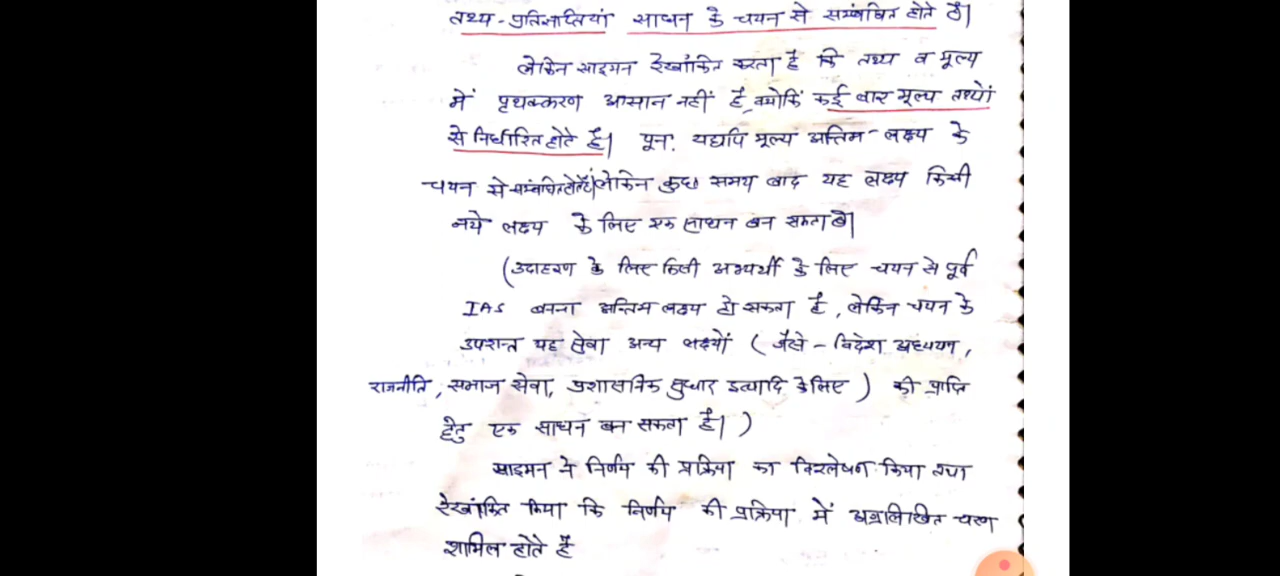 तथ्य-प्रतिज्ञप्तियां साधन के चयन से सम्बंधित होते हैं।
लेकिन साइमन रेखांकित करता है कि तथ्य व मूल्य
में पृथक्करण आसान नहीं है, क्योंकि कई बार मूल्य तथ्यों
से निर्धारित होते हैं। पुन: यद्यपि मूल्य अन्तिम-लक्ष्य के
चयन से सम्बंधित होते हैं। लेकिन कुछ समय बाद यह लक्ष्य किसी
नये लक्ष्य के लिए एक साधन बन सकता है।
(उदाहरण के लिए किसी अभ्यर्थी के लिए चयन से पूर्व
IAS बनना अन्तिम लक्ष्य हो सकता है, लेकिन चयन के
उपरान्त यह सेवा अन्य लक्ष्यों (जैसे - विदेश अध्ययन,
राजनीति, समाज सेवा, प्रशासनिक सुधार इत्यादि के लिए) की प्राप्ति
हेतु एक साधन बन सकता है।)
साइमन ने निर्णय की प्रक्रिया का विश्लेषण किया तथा
रेखांकित किया कि निर्णय की प्रक्रिया में अग्रलिखित चरण
शामिल होते हैं